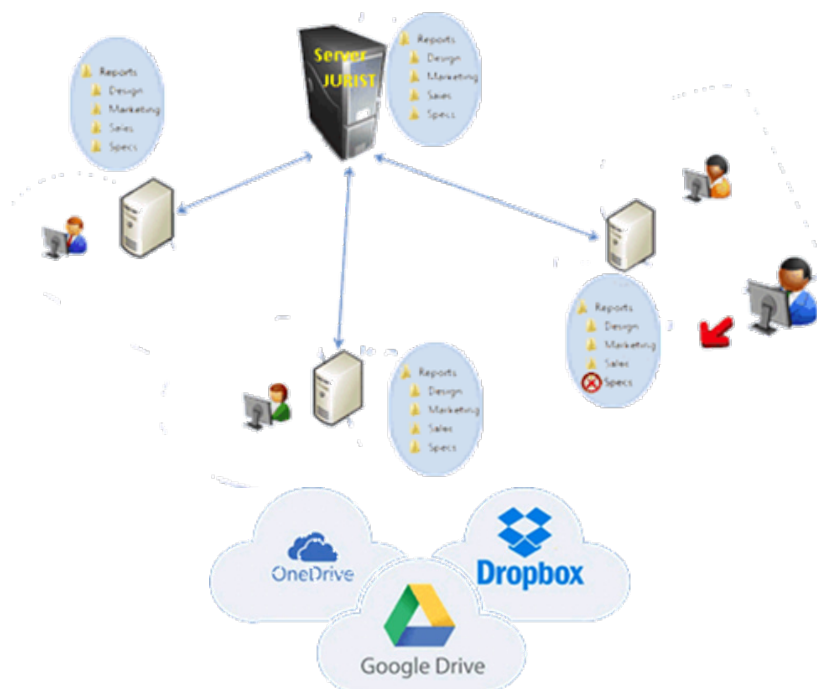 Server
JURIST
Reports
Design
Marketing
Sales
Specs
Reports
Design
Marketing
Sales
Specs
Reports
Design
Marketing
Sales
Specs
Reports
Design
Marketing
Sales
Specs
OneDrive
Dropbox
Google Drive